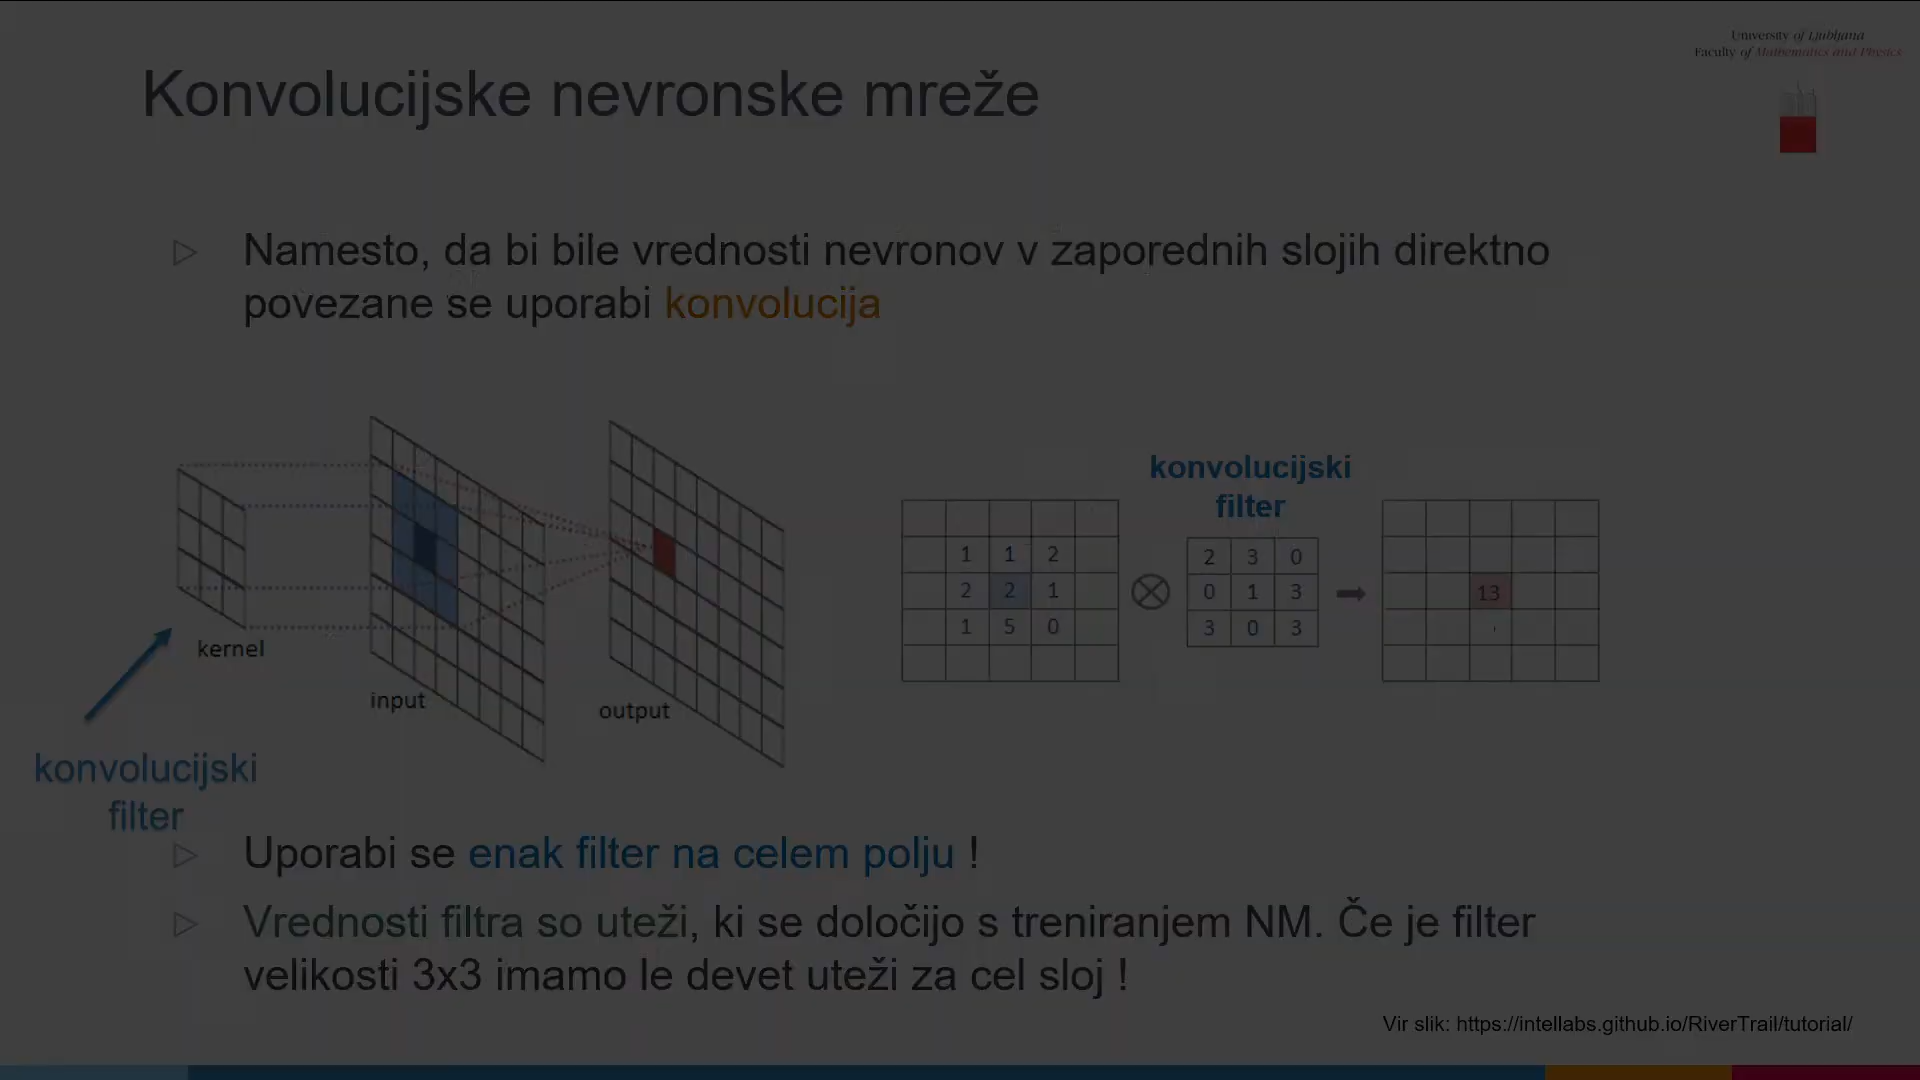 University of Ljubljana
Faculty of Mathematics and Physics
Konvolucijske nevronske mreže
Namesto, da bi bile vrednosti nevronov v zaporednih slojih direktno
povezane se uporabi konvolucija
kernel
input
output
konvolucijski
filter
konvolucijski
filter
1 1 2
2 2 1
1 5 0
2 3 0
0 1 3
3 0 3
13
Uporabi se enak filter na celem polju !
Vrednosti filtra so uteži, ki se določijo s treniranjem NM. Če je filter
velikosti 3x3 imamo le devet uteži za cel sloj !
Vir slik: https://intellabs.github.io/RiverTrail/tutorial/